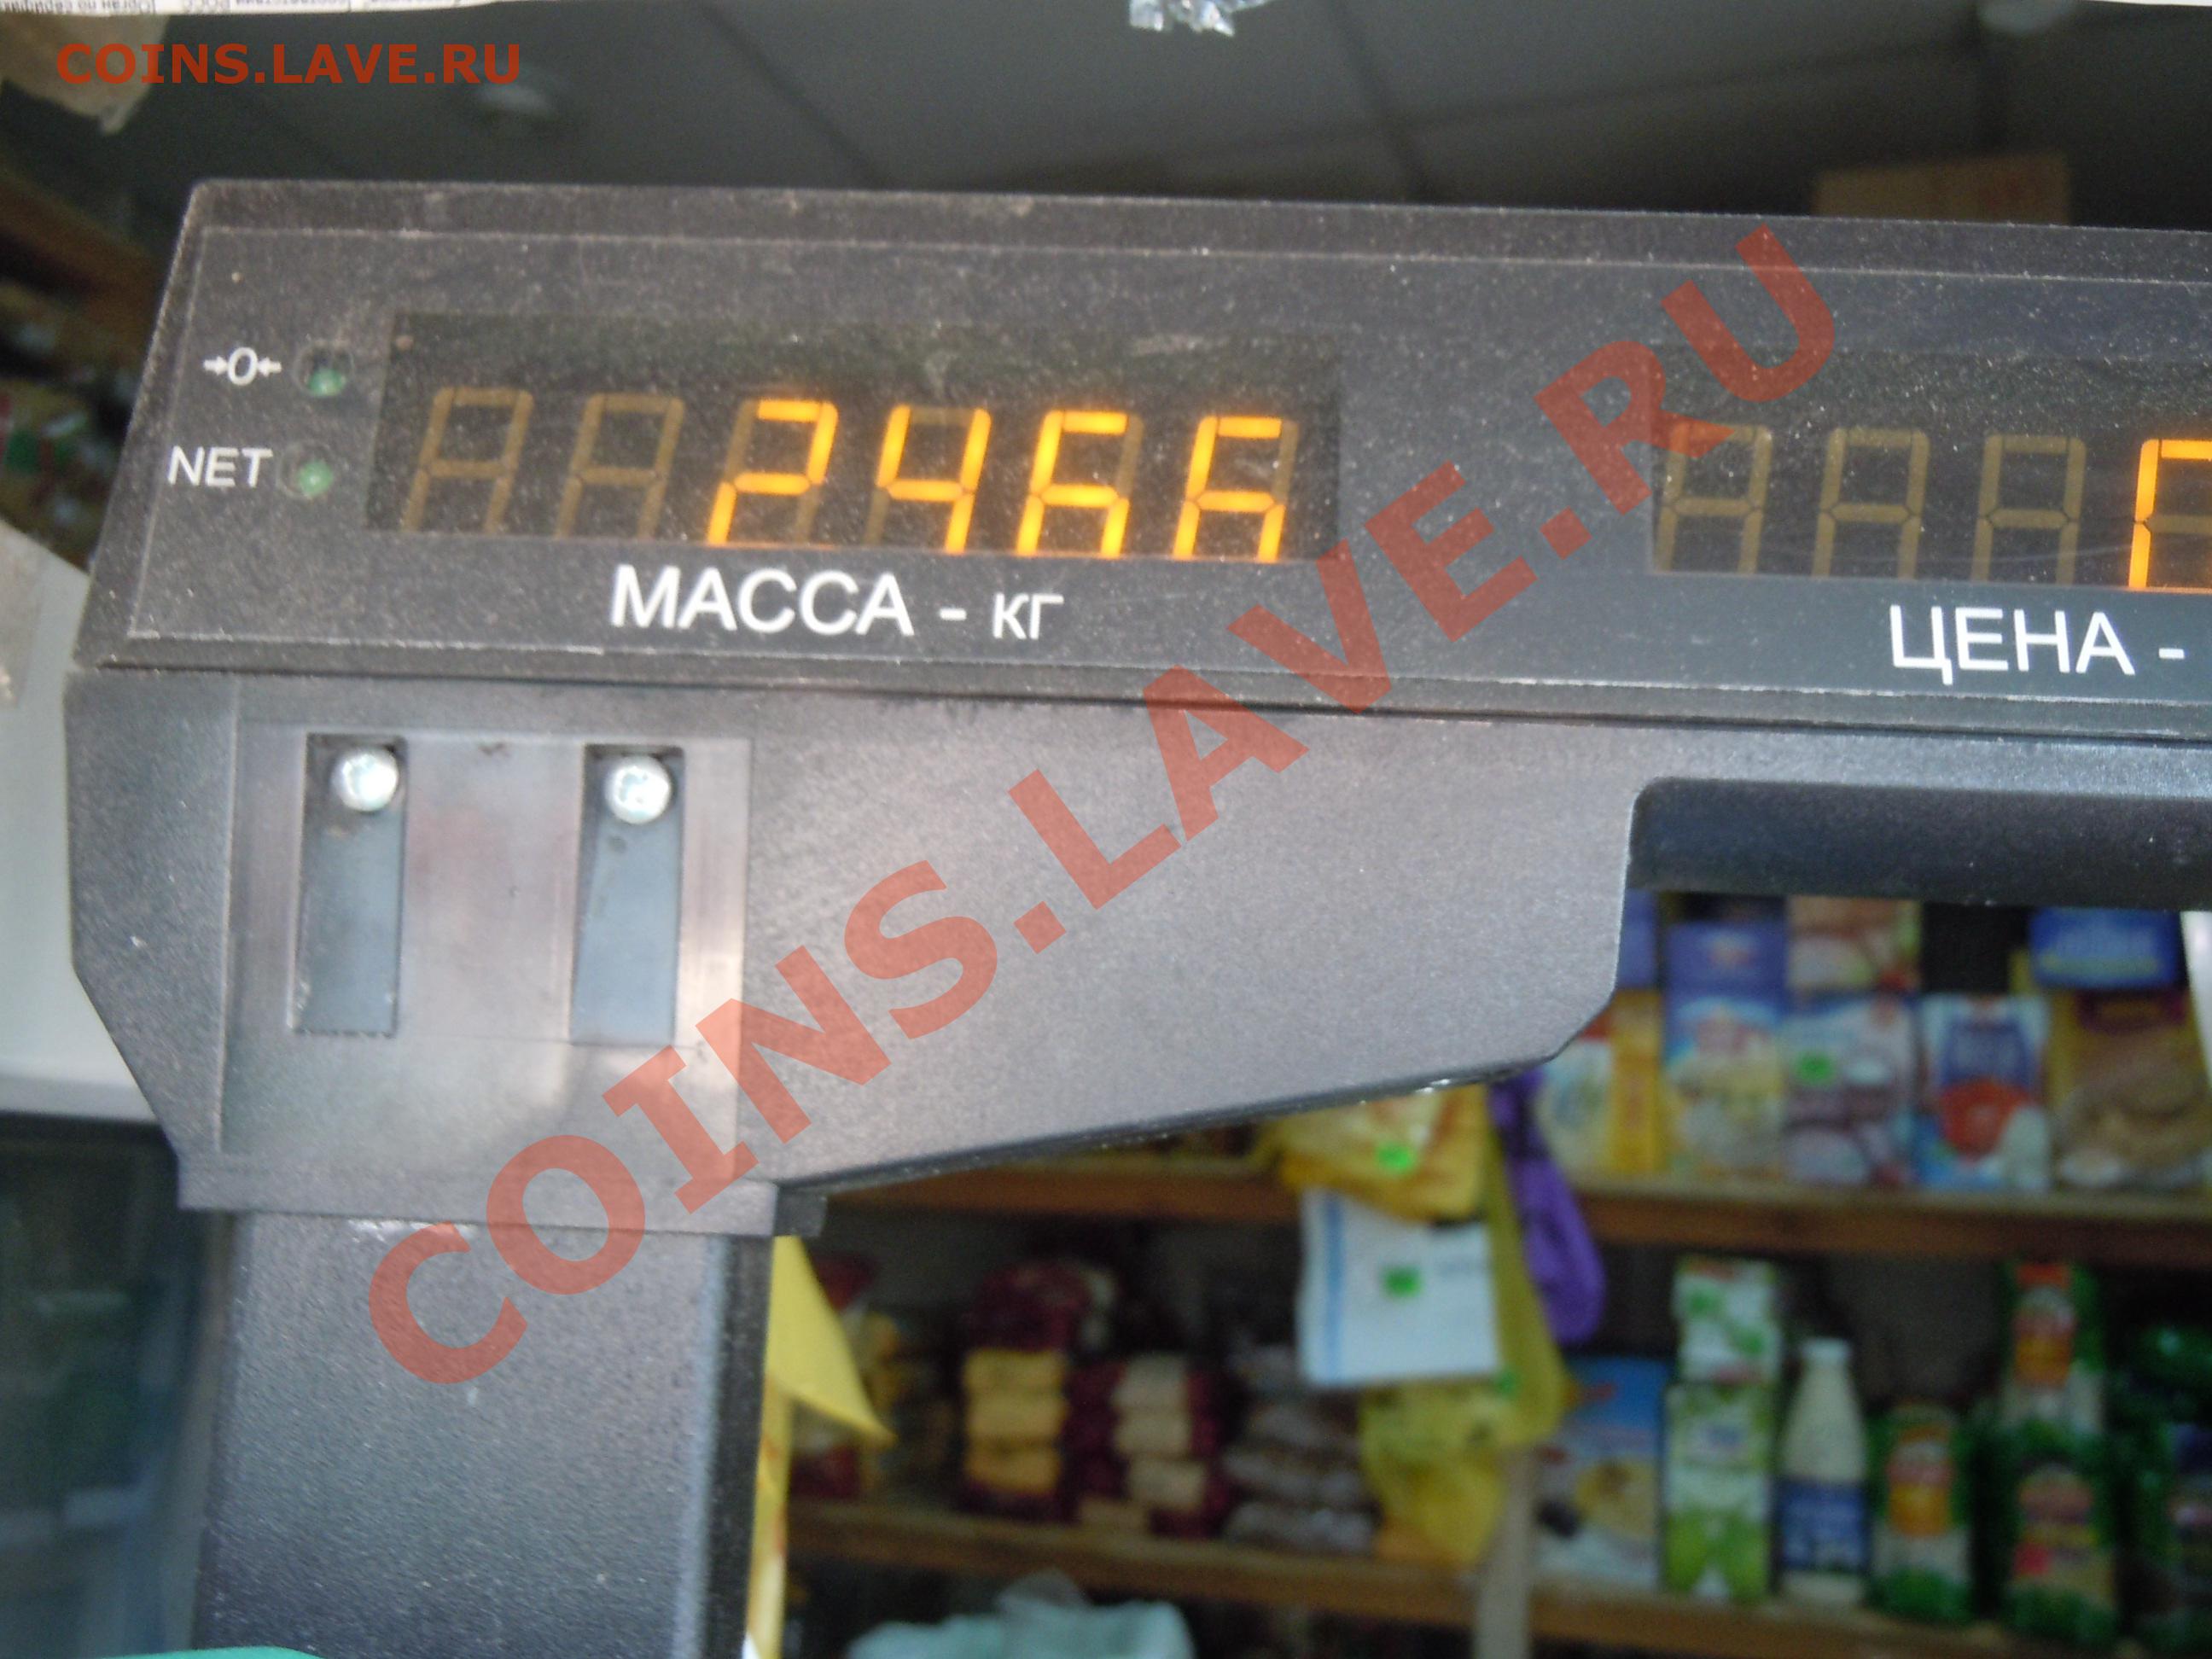 COINS.LAVE.RU
→0←
NET
2466
МАССА - кг
ЦЕНА -
COINS.LAVE.RU